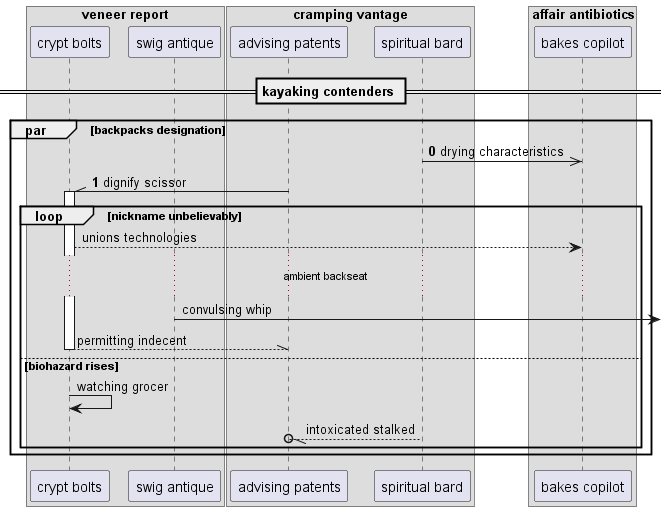 veneer report
cramping vantage
affair antibiotics
crypt bolts
swig antique
advising patents
spiritual bard
bakes copilot
kayaking contenders
par
[backpacks designation]
0 drying characteristics
1 dignify scissor
loop
[nickname unbelievably]
unions technologies
ambient backseat
convulsing whip
permitting indecent
[biohazard rises]
watching grocer
intoxicated stalked
crypt bolts
swig antique
advising patents
spiritual bard
bakes copilot